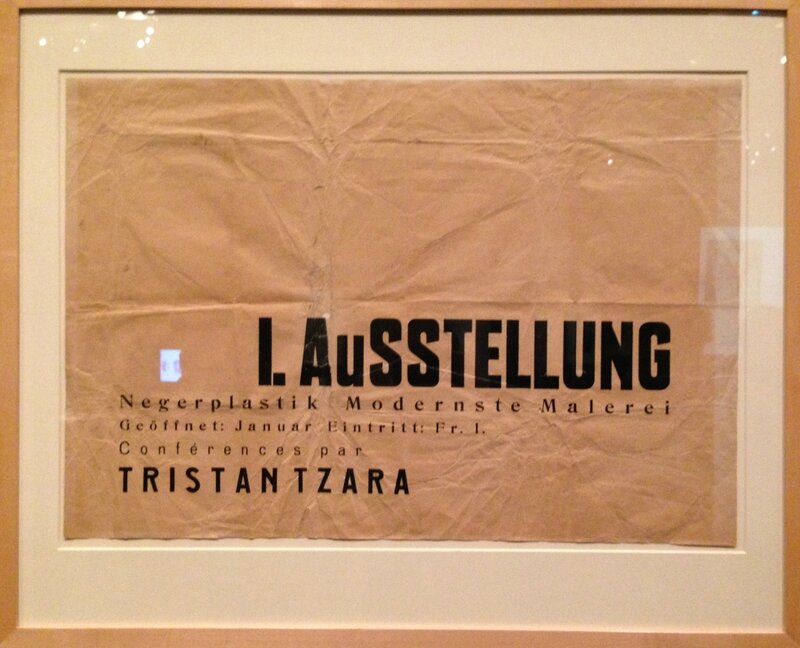 I. AuSSTELLUNG
Negerplastik Modernste Malerei
Geöffnet: Januar Eintritt: Fr. I.
Conférences par
TRISTAN TZARA